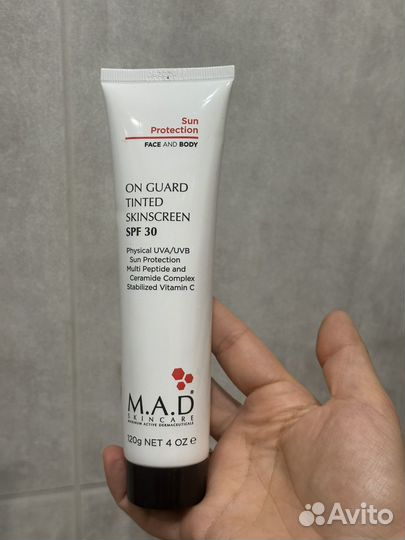 Sun
Protection
FACE AND BODY
ON GUARD
TINTED
SKINSCREEN
SPF 30
Physical UVA/UVB
Sun Protection
Multi Peptide and
Ceramide Complex
Stabilized Vitamin C
M.A.D®
SKINCARE
MAXIMUM ACTIVE DERMACEUTICALS
120g NET 4 OZ e
Avito